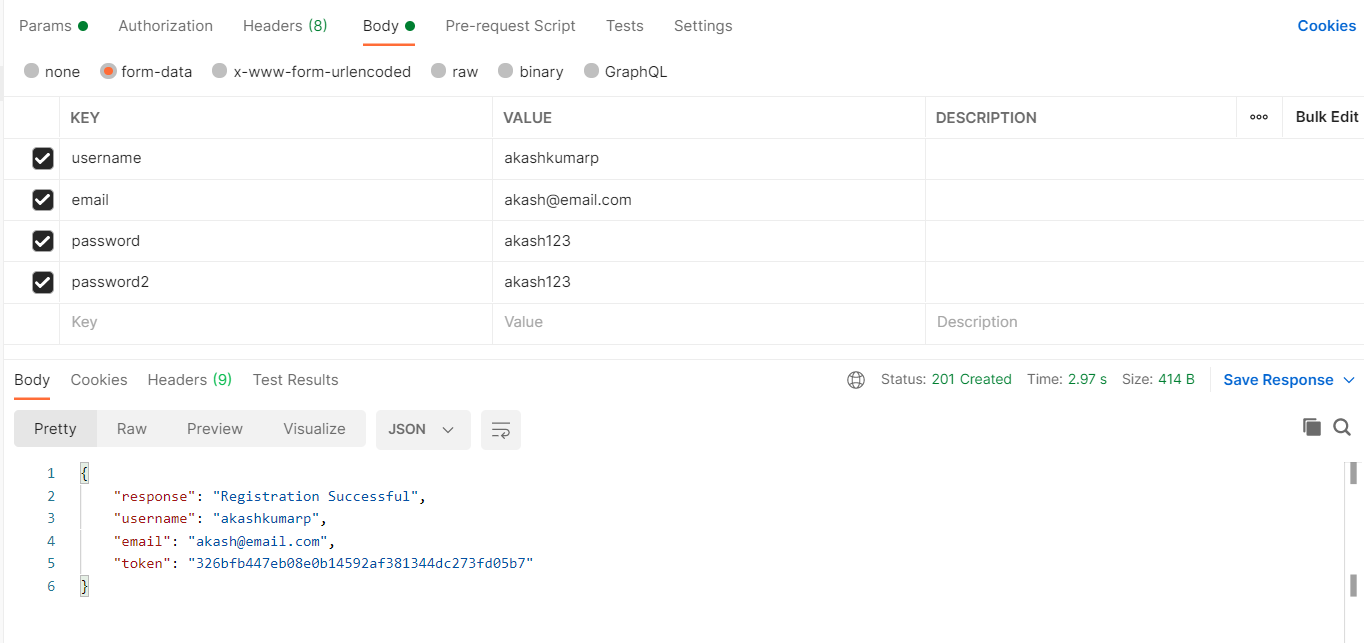 Params Authorization Headers (8) Body Pre-request Script Tests Settings Cookies
none form-data x-www-form-urlencoded raw binary GraphQL
KEY VALUE DESCRIPTION ooo Bulk Edit
username akashkumarp
email akash@email.com
password akash123
password2 akash123
Key Value Description
Body Cookies Headers (9) Test Results Status: 201 Created Time: 2.97 s Size: 414 B Save Response
Pretty Raw Preview Visualize JSON
1 {
2 "response": "Registration Successful",
3 "username": "akashkumarp",
4 "email": "akash@email.com",
5 "token": "326bfb447eb08e0b14592af381344dc273fd05b7"
6 }